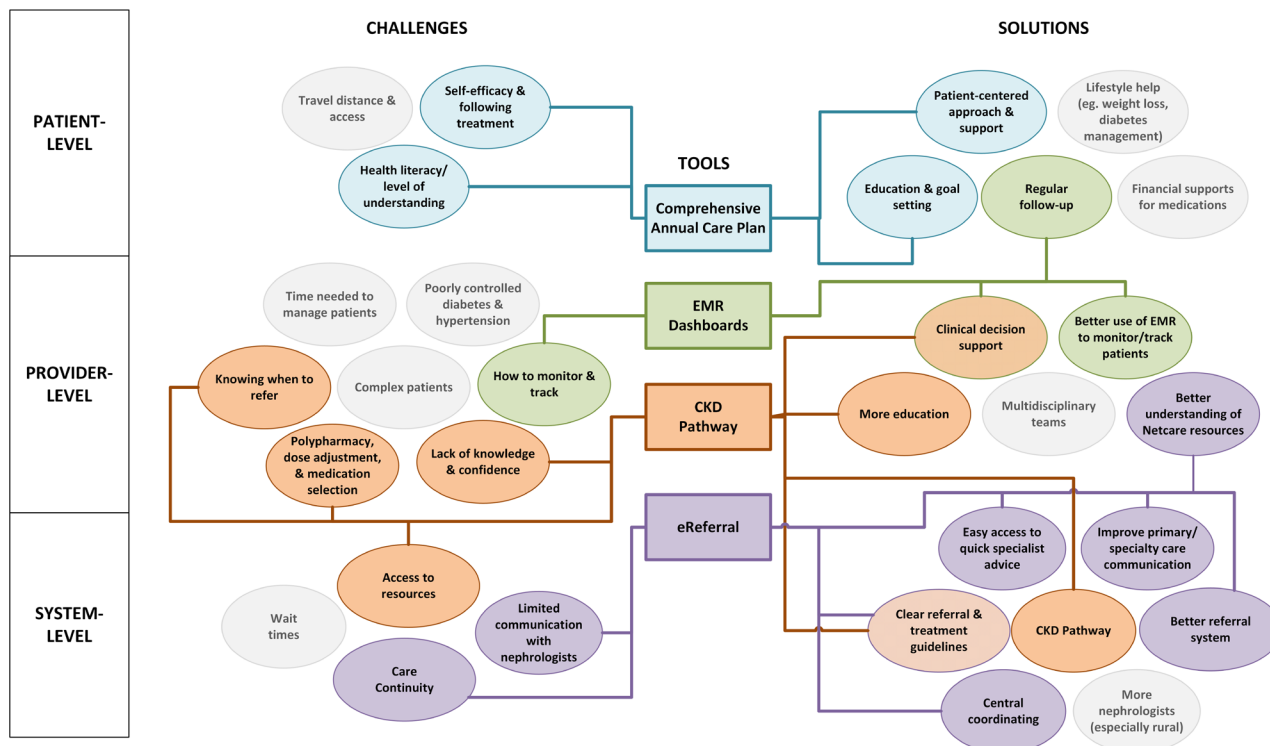 CHALLENGES
SOLUTIONS
TOOLS
PATIENT-
LEVEL
Travel distance &
access
Self-efficacy &
following
treatment
Health literacy/
level of
understanding
Comprehensive
Annual Care Plan
Patient-centered
approach &
support
Lifestyle help
(eg. weight loss,
diabetes
management)
Education & goal
setting
Regular
follow-up
Financial supports
for medications
PROVIDER-
LEVEL
Time needed to
manage patients
Poorly controlled
diabetes &
hypertension
Knowing when to
refer
Complex patients
How to monitor &
track
Polypharmacy,
dose adjustment,
& medication
selection
Lack of knowledge
& confidence
EMR
Dashboards
CKD
Pathway
Clinical decision
support
Better use of EMR
to monitor/track
patients
More education
Multidisciplinary
teams
Better
understanding of
Netcare resources
SYSTEM-
LEVEL
eReferral
Access to
resources
Wait
times
Limited
communication
with
nephrologists
Care
Continuity
Easy access to
quick specialist
advice
Improve primary/
specialty care
communication
Clear referral &
treatment
guidelines
CKD Pathway
Better referral
system
Central
coordinating
More
nephrologists
(especially rural)